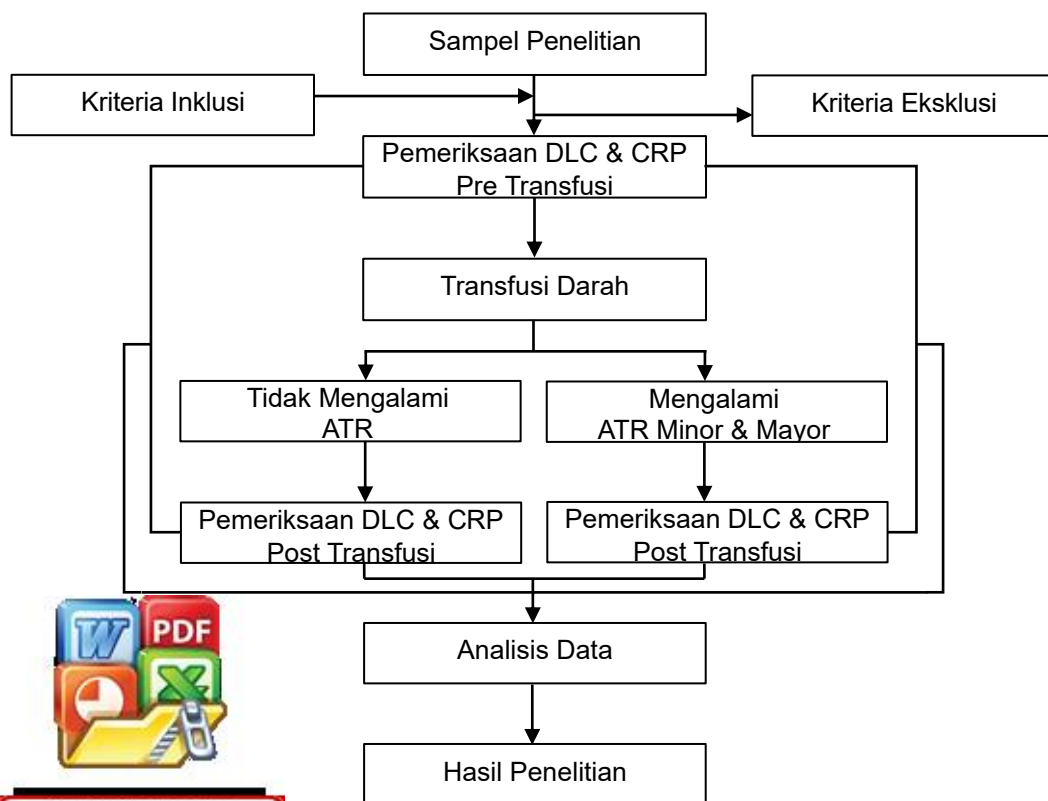 Sampel Penelitian
Kriteria Inklusi
Kriteria Eksklusi
Pemeriksaan DLC & CRP
Pre Transfusi
Transfusi Darah
Tidak Mengalami
ATR
Mengalami
ATR Minor & Mayor
Pemeriksaan DLC & CRP
Post Transfusi
Pemeriksaan DLC & CRP
Post Transfusi
W
PDF
X
Analisis Data
Hasil Penelitian